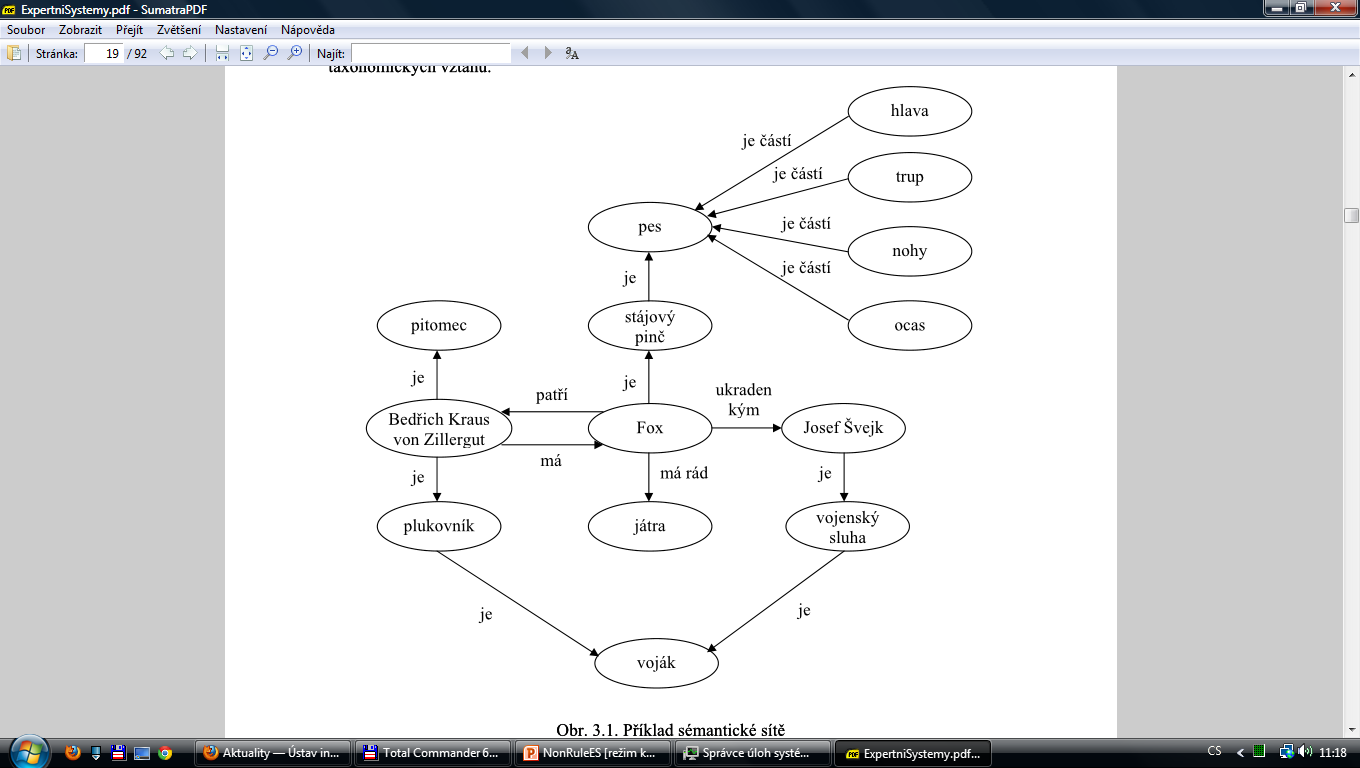 ExpertniSystemy.pdf - SumatraPDF
Soubor Zobrazit Přejít Zvětšení Nastavení Nápověda
Stránka: 19 / 92 Najít:
taxonomických vztahů.
hlava
je částí
trup
je částí
pes
je částí
nohy
je částí
je
ocas
pitomec
stájový
pinč
je
je
ukraden
kým
patří
Bedřich Kraus
von Zillergut
Fox
Josef Švejk
má
je
má rád
je
plukovník
játra
vojenský
sluha
je
je
voják
Obr. 3.1. Příklad sémantické sítě
Aktuality — Ústav in...
Total Commander 6...
NonRuleES [režim k...
Správce úloh systé...
ExpertniSystemy.pdf...
CS
11:18